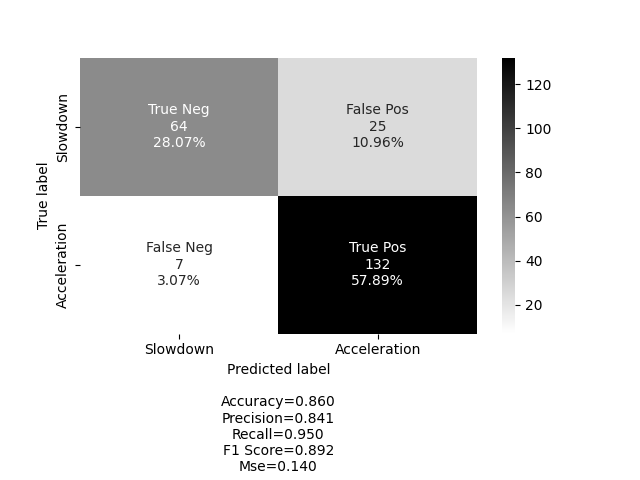 True Neg
64
28.07%
False Pos
25
10.96%
False Neg
7
3.07%
True Pos
132
57.89%
Slowdown
Acceleration
True label
Slowdown
Acceleration
Predicted label
Accuracy=0.860
Precision=0.841
Recall=0.950
F1 Score=0.892
Mse=0.140
120
100
80
60
40
20